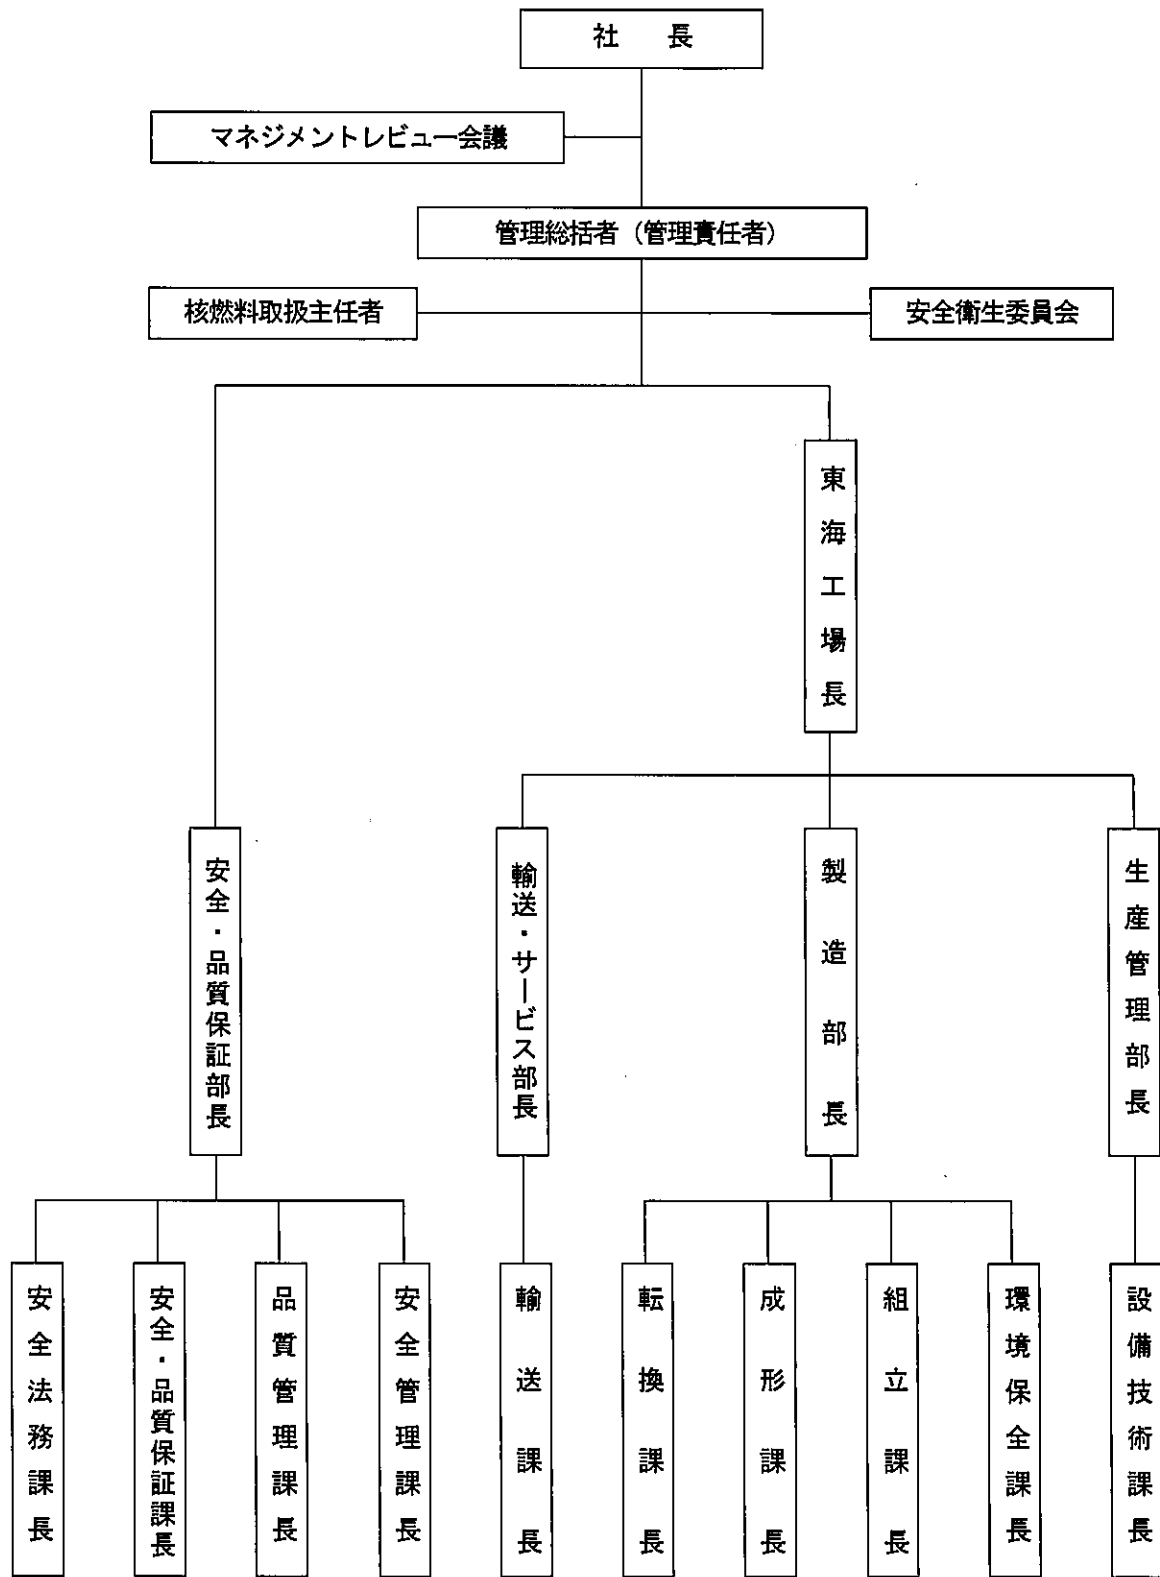 社　長
マネジメントレビュー会議
管理総括者（管理責任者）
核燃料取扱主任者
安全衛生委員会
東海工場長
安全・品質保証部長
輸送・サービス部長
製造部長
生産管理部長
安全法務課長
安全・品質保証課長
品質管理課長
安全管理課長
輸送課長
転換課長
成形課長
組立課長
環境保全課長
設備技術課長